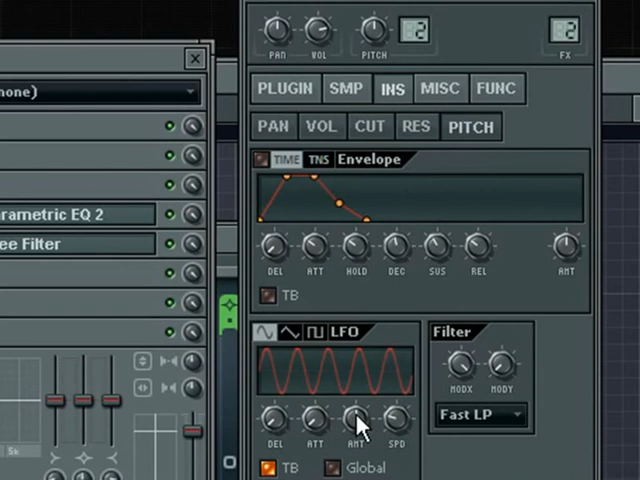 PAN VOL PITCH 2 2 FX
none)
PLUGIN SMP INS MISC FUNC
PAN VOL CUT RES PITCH
TIME TNS Envelope
arametric EQ 2
ee Filter
DEL ATT HOLD DEC SUS REL AMT
TB
LFO Filter
MODX MODY
Fast LP
DEL ATT AMT SPD
TB Global
5k